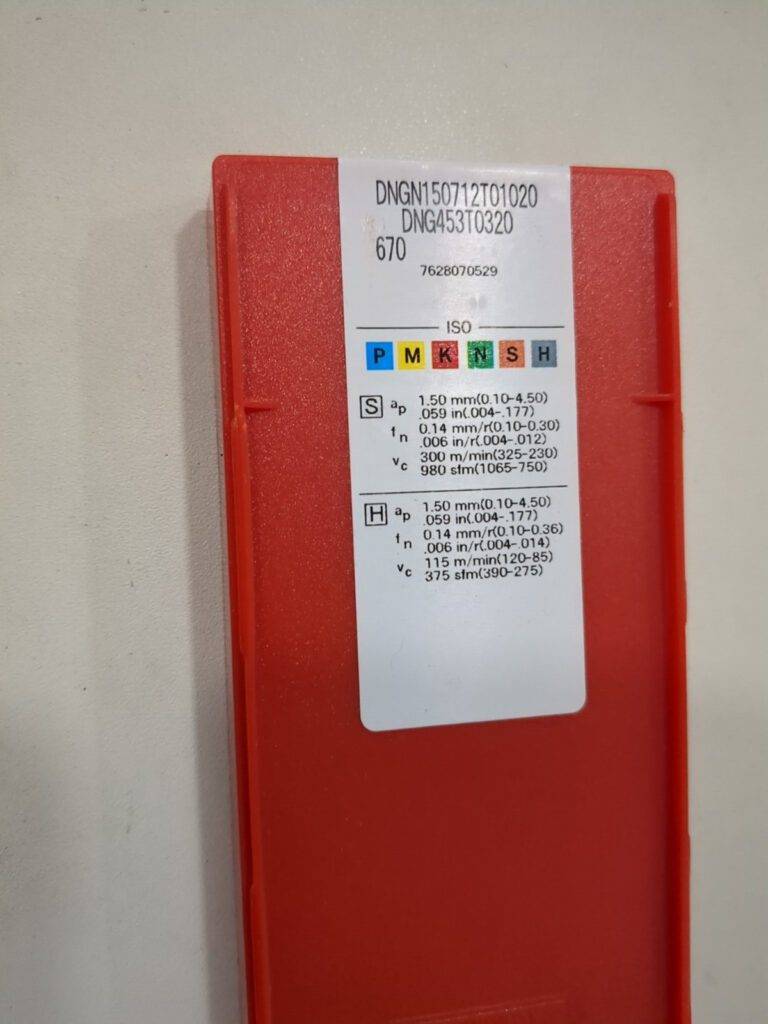 DNGN150712T01020
DNG453T0320
670
7628070529
ISO
P M K N S H
S ap 1.50 mm(0.10-4.50)
.059 in(.004-.177)
fn 0.14 mm/r(0.10-0.30)
.006 in/r(.004-.012)
vc 300 m/min(325-230)
980 sfm(1065-750)
H ap 1.50 mm(0.10-4.50)
.059 in(.004-.177)
fn 0.14 mm/r(0.10-0.36)
.006 in/r(.004-.014)
vc 115 m/min(120-85)
375 sfm(390-275)